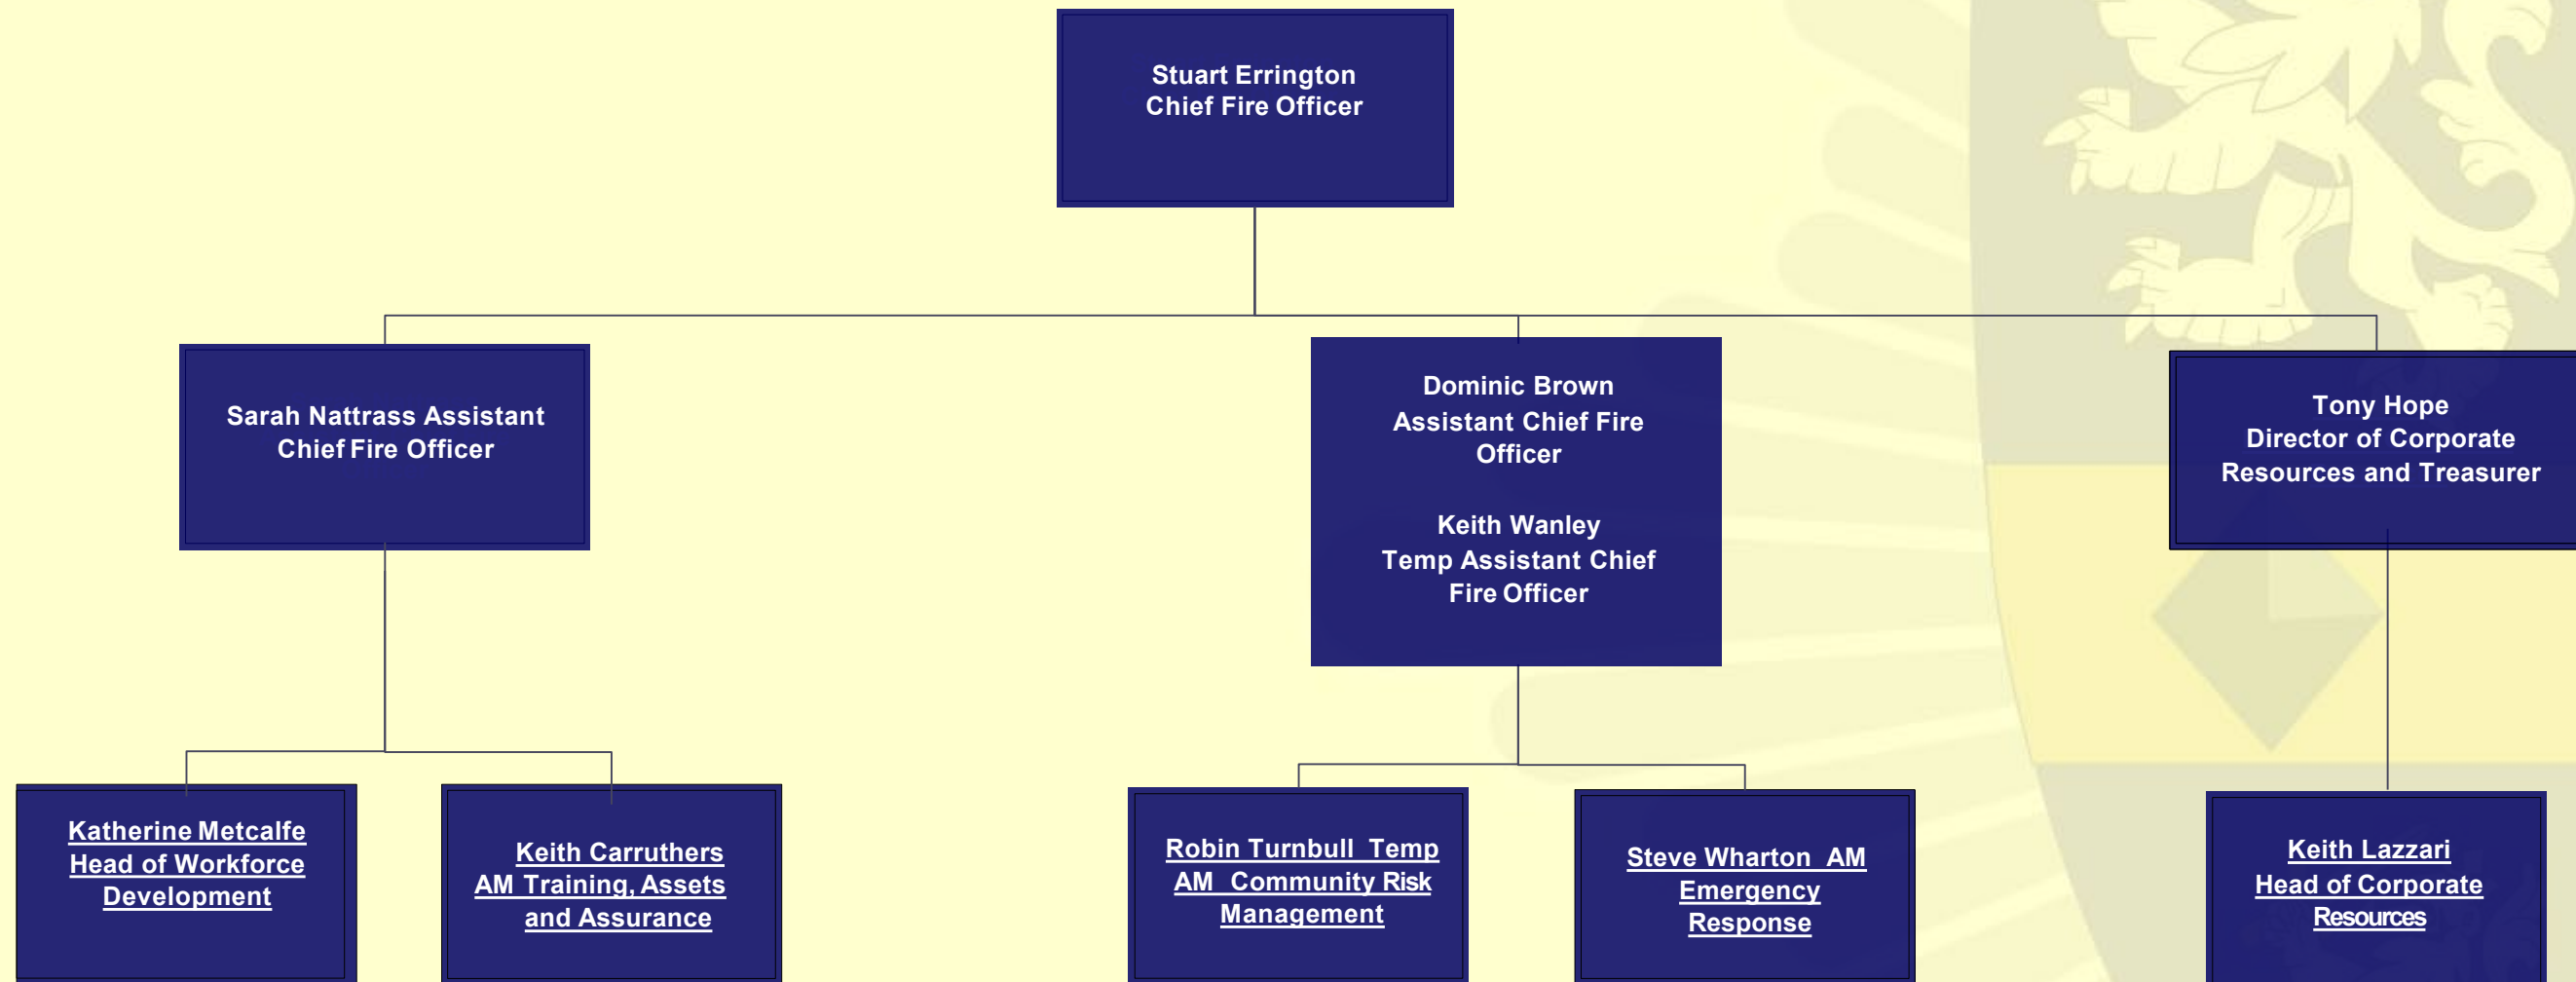 Stuart Errington
Chief Fire Officer
Sarah Nattrass Assistant
Chief Fire Officer
Dominic Brown
Assistant Chief Fire
Officer
Keith Wanley
Temp Assistant Chief
Fire Officer
Tony Hope
Director of Corporate
Resources and Treasurer
Katherine Metcalfe
Head of Workforce
Development
Keith Carruthers
AM Training, Assets
and Assurance
Robin Turnbull Temp
AM Community Risk
Management
Steve Wharton AM
Emergency
Response
Keith Lazzari
Head of Corporate
Resources